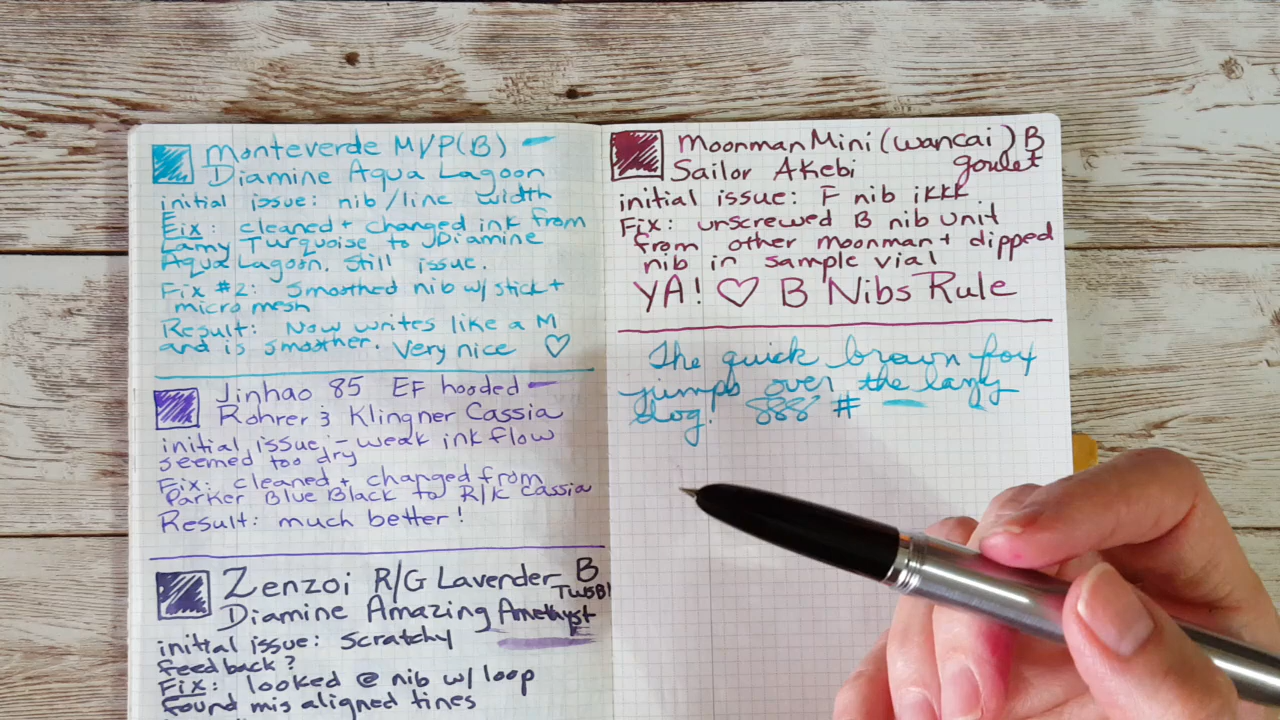 Monteverde MVP(B)
Diamine Aqua Lagoon
initial issue: nib/line width
Fix: cleaned + changed ink from
Lamy Turquoise to Diamine
Aqua Lagoon. Still issue.
Fix #2: Smoothed nib w/ stick +
micro mesh
Result: Now writes like a M
and is smoother. Very nice ♡
Jinhao 85 EF hooded
Rohrer & Klingner Cassia
initial issue - weak ink flow
seemed too dry
Fix: cleaned + changed from
Parker Blue Black to R/K Cassia
Result: much better!
Zenzoi R/G Lavender B
Diamine Amazing Amethyst
initial issue: Scratchy
feedback?
Fix: looked @ nib w/ loop
found misaligned tines
Moonman Mini (wancai) B
Sailor Akebi goulet
initial issue: F nib ikkk
Fix: unscrewed B nib unit
from other moonman + dipped
nib in sample vial
YA! ♡ B Nibs Rule
The quick brown fox
jumps over the lazy
dog. 888 #